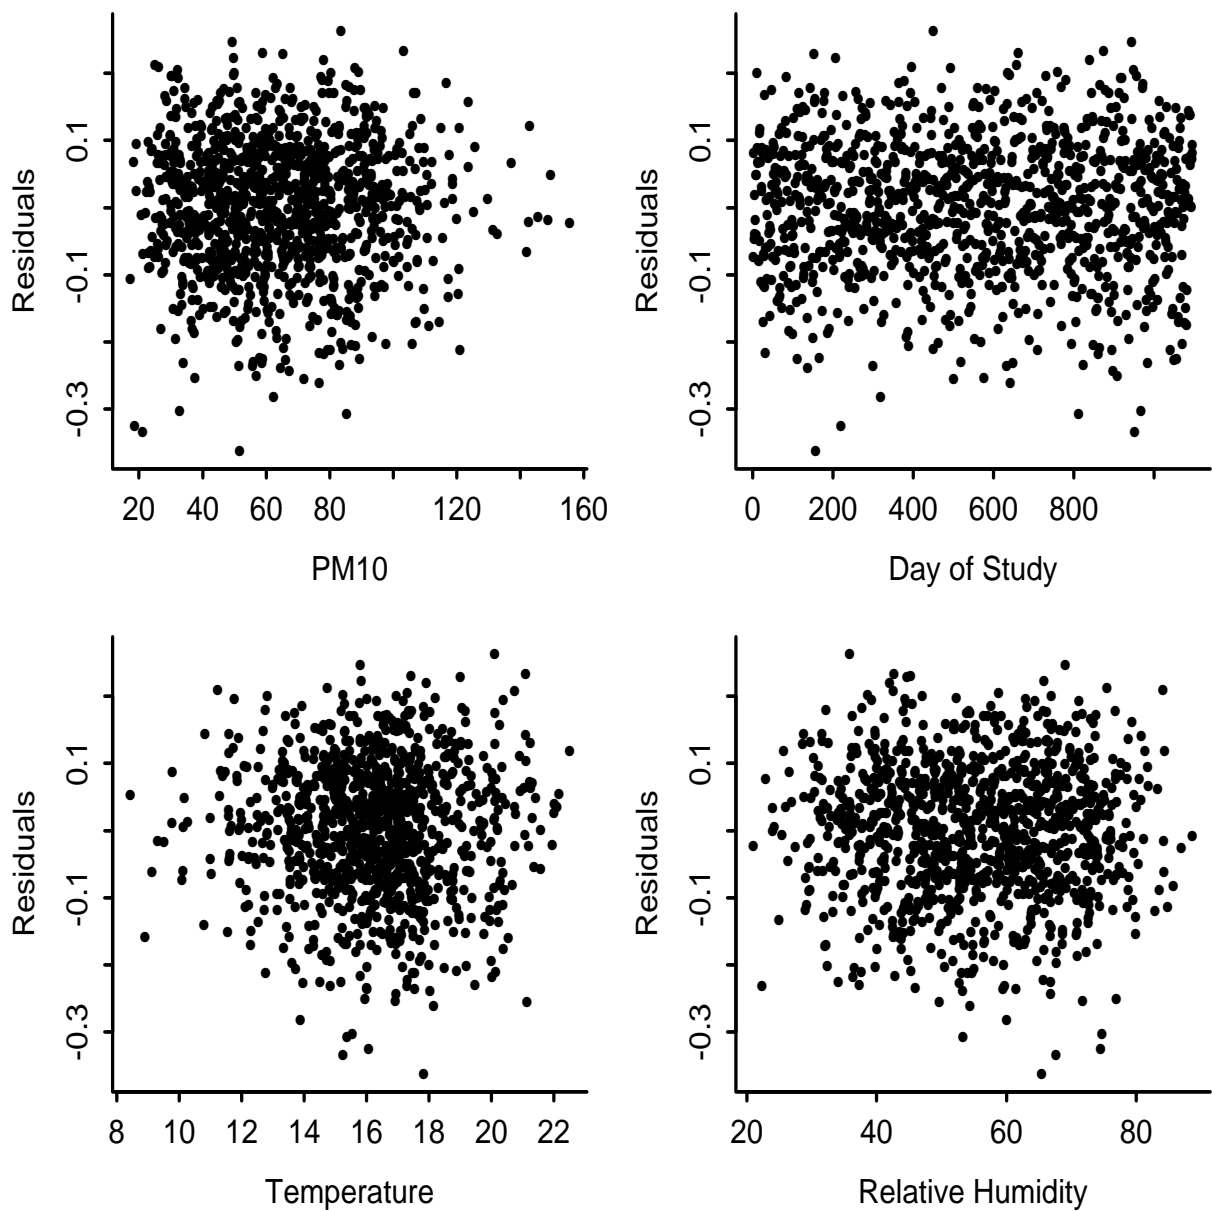 Residuals
0.1
-0.1
-0.3
20 40 60 80 120 160
PM10
Residuals
0.1
-0.1
-0.3
0 200 400 600 800
Day of Study
Residuals
0.1
-0.1
-0.3
8 10 12 14 16 18 20 22
Temperature
Residuals
0.1
-0.1
-0.3
20 40 60 80
Relative Humidity